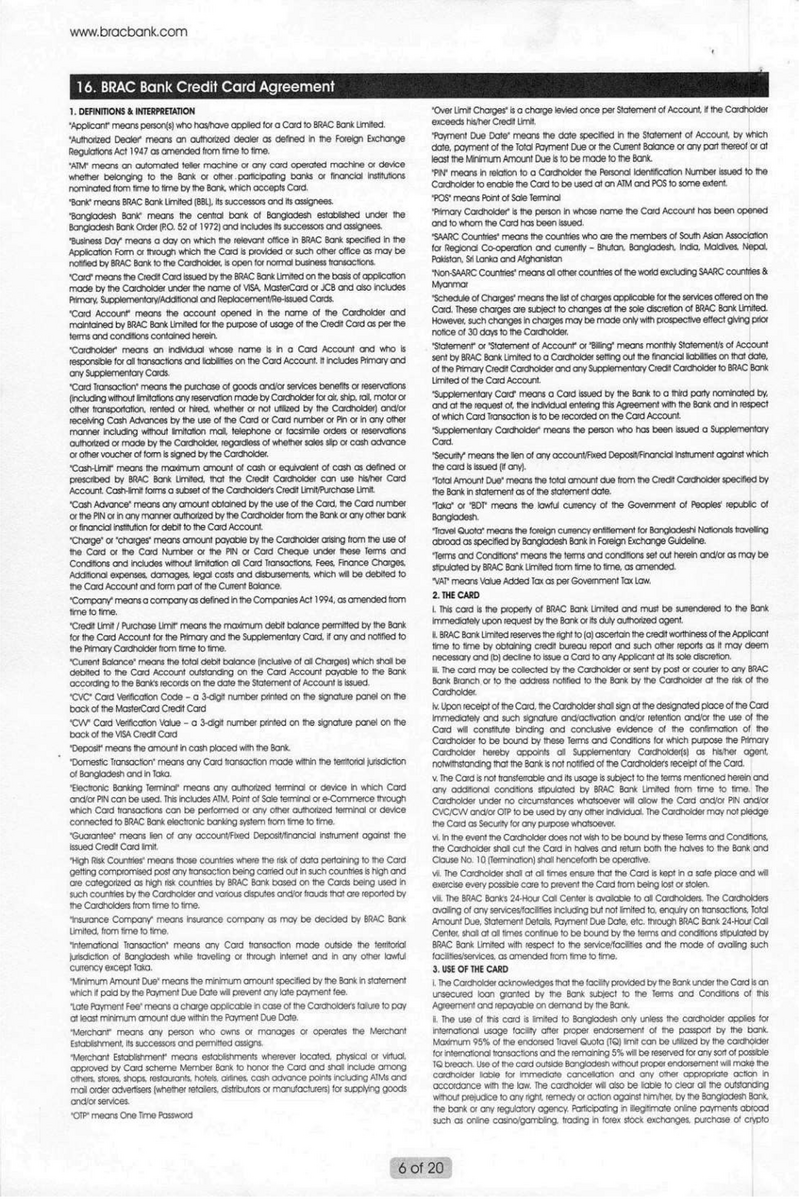 www.bracbank.com
16. BRAC Bank Credit Card Agreement
1. DEFINITIONS & INTERPRETATION
"Applicant" means person(s) who has/have applied for a Card to BRAC Bank Limited.
"Authorized Dealer" means an authorized dealer as defined in the Foreign Exchange
Regulations Act 1947 as amended from time to time.
"ATM" means an automated teller machine or any card operated machine or device
whether belonging to the Bank or other participating banks or financial institutions
nominated from time to time by the Bank, which accepts Card.
"Bank" means BRAC Bank Limited (BBL), its successors and its assignees.
"Bangladesh Bank" means the central bank of Bangladesh established under the
Bangladesh Bank Order (P.O. 52 of 1972) and includes its successors and assignees.
"Business Day" means a day on which the relevant office in BRAC Bank specified in the
Application Form or through which the Card is provided or such other office as may be
notified by BRAC Bank to the Cardholder, is open for normal business transactions.
"Card" means the Credit Card issued by the BRAC Bank Limited on the basis of application
made by the Cardholder under the name of VISA, MasterCard or JCB and also includes
Primary, Supplementary/Additional and Replacement/Re-issued Cards.
"Card Account" means the account opened in the name of the Cardholder and
maintained by BRAC Bank Limited for the purpose of usage of the Credit Card as per the
terms and conditions contained herein.
"Cardholder" means an individual whose name is in a Card Account and who is
responsible for all transactions and liabilities on the Card Account. It includes Primary and
any Supplementary Cards.
"Card Transaction" means the purchase of goods and/or services benefits or reservations
(including without limitations any reservation made by Cardholder for air, ship, rail, motor or
other transportation, rented or hired, whether or not utilized by the Cardholder) and/or
receiving Cash Advances by the use of the Card or Card number or Pin or in any other
manner including without limitation mail, telephone or facsimile orders or reservations
authorized or made by the Cardholder, regardless of whether sales slip or cash advance
or other voucher of form is signed by the Cardholder.
"Cash-Limit" means the maximum amount of cash or equivalent of cash as defined or
prescribed by BRAC Bank Limited, that the Credit Cardholder can use his/her Card
Account. Cash-limit forms a subset of the Cardholder's Credit Limit/Purchase Limit.
"Cash Advance" means any amount obtained by the use of the Card, the Card number
or the PIN or in any manner authorized by the Cardholder from the Bank or any other bank
or financial institution for debit to the Card Account.
"Charge" or "charges" means amount payable by the Cardholder arising from the use of
the Card or the Card Number or the PIN or Card Cheque under these Terms and
Conditions and includes without limitation all Card Transactions, Fees, Finance Charges,
Additional expenses, damages, legal costs and disbursements, which will be debited to
the Card Account and form part of the Current Balance.
"Company" means a company as defined in the Companies Act 1994, as amended from
time to time.
"Credit Limit / Purchase Limit" means the maximum debit balance permitted by the Bank
for the Card Account for the Primary and the Supplementary Card, if any and notified to
the Primary Cardholder from time to time.
"Current Balance" means the total debit balance (inclusive of all Charges) which shall be
debited to the Card Account outstanding on the Card Account payable to the Bank
according to the Bank's records on the date the Statement of Account is issued.
"CVC" Card Verification Code – a 3-digit number printed on the signature panel on the
back of the MasterCard Credit Card
"CVV" Card Verification Value – a 3-digit number printed on the signature panel on the
back of the VISA Credit Card
"Deposit" means the amount in cash placed with the Bank.
"Domestic Transaction" means any Card transaction made within the territorial jurisdiction
of Bangladesh and in Taka.
"Electronic Banking Terminal" means any authorized terminal or device in which Card
and/or PIN can be used. This includes ATM, Point of Sale terminal or e-Commerce through
which Card transactions can be performed or any other authorized terminal or device
connected to BRAC Bank electronic banking system from time to time.
"Guarantee" means lien of any account/Fixed Deposit/financial instrument against the
issued Credit Card limit.
"High Risk Countries" means those countries where the risk of data pertaining to the Card
getting compromised post any transaction being carried out in such countries is high and
are categorized as high risk countries by BRAC Bank based on the Cards being used in
such countries by the Cardholder and various disputes and/or frauds that are reported by
the Cardholders from time to time.
"Insurance Company" means insurance company as may be decided by BRAC Bank
Limited, from time to time.
"International Transaction" means any Card transaction made outside the territorial
jurisdiction of Bangladesh while travelling or through internet and in any other lawful
currency except Taka.
"Minimum Amount Due" means the minimum amount specified by the Bank in statement
which if paid by the Payment Due Date will prevent any late payment fee.
"Late Payment Fee" means a charge applicable in case of the Cardholder's failure to pay
at least minimum amount due within the Payment Due Date.
"Merchant" means any person who owns or manages or operates the Merchant
Establishment, its successors and permitted assigns.
"Merchant Establishment" means establishments wherever located, physical or virtual,
approved by Card scheme Member Bank to honor the Card and shall include among
others, stores, shops, restaurants, hotels, airlines, cash advance points including ATMs and
mail order advertisers (whether retailers, distributors or manufacturers) for supplying goods
and/or services.
"OTP" means One Time Password
"Over Limit Charges" is a charge levied once per Statement of Account, if the Cardholder
exceeds his/her Credit Limit.
"Payment Due Date" means the date specified in the Statement of Account, by which
date, payment of the Total Payment Due or the Current Balance or any part thereof or at
least the Minimum Amount Due is to be made to the Bank.
"PIN" means in relation to a Cardholder the Personal Identification Number issued to the
Cardholder to enable the Card to be used at an ATM and POS to some extent.
"POS" means Point of Sale Terminal
"Primary Cardholder" is the person in whose name the Card Account has been opened
and to whom the Card has been issued.
"SAARC Countries" means the countries who are the members of South Asian Association
for Regional Co-operation and currently – Bhutan, Bangladesh, India, Maldives, Nepal,
Pakistan, Sri Lanka and Afghanistan
"Non-SAARC Countries" means all other countries of the world excluding SAARC countries &
Myanmar
"Schedule of Charges" means the list of charges applicable for the services offered on the
Card. These charges are subject to changes at the sole discretion of BRAC Bank Limited.
However, such changes in charges may be made only with prospective effect giving prior
notice of 30 days to the Cardholder.
"Statement" or "Statement of Account" or "Billing" means monthly Statement/s of Account
sent by BRAC Bank Limited to a Cardholder setting out the financial liabilities on that date,
of the Primary Credit Cardholder and any Supplementary Credit Cardholder to BRAC Bank
Limited of the Card Account.
"Supplementary Card" means a Card issued by the Bank to a third party nominated by,
and at the request of, the individual entering this Agreement with the Bank and in respect
of which Card Transaction is to be recorded on the Card Account.
"Supplementary Cardholder" means the person who has been issued a Supplementary
Card.
"Security" means the lien of any account/Fixed Deposit/Financial Instrument against which
the card is issued (if any).
"Total Amount Due" means the total amount due from the Credit Cardholder specified by
the Bank in statement as of the statement date.
"Taka" or "BDT" means the lawful currency of the Government of Peoples' republic of
Bangladesh.
"Travel Quota" means the foreign currency entitlement for Bangladeshi Nationals travelling
abroad as specified by Bangladesh Bank in Foreign Exchange Guideline.
"Terms and Conditions" means the terms and conditions set out herein and/or as may be
stipulated by BRAC Bank Limited from time to time, as amended.
"VAT" means Value Added Tax as per Government Tax Law.
2. THE CARD
i. This card is the property of BRAC Bank Limited and must be surrendered to the Bank
immediately upon request by the Bank or its duly authorized agent.
ii. BRAC Bank Limited reserves the right to (a) ascertain the credit worthiness of the Applicant
time to time by obtaining credit bureau report and such other reports as it may deem
necessary and (b) decline to issue a Card to any Applicant at its sole discretion.
iii. The card may be collected by the Cardholder or sent by post or courier to any BRAC
Bank Branch or to the address notified to the Bank by the Cardholder at the risk of the
Cardholder.
iv. Upon receipt of the Card, the Cardholder shall sign at the designated place of the Card
immediately and such signature and/activation and/or retention and/or the use of the
Card will constitute binding and conclusive evidence of the confirmation of the
Cardholder to be bound by these Terms and Conditions for which purpose the Primary
Cardholder hereby appoints all Supplementary Cardholder(s) as his/her agent,
notwithstanding that the Bank is not notified of the Cardholder's receipt of the Card.
v. The Card is not transferrable and its usage is subject to the terms mentioned herein and
any additional conditions stipulated by BRAC Bank Limited from time to time. The
Cardholder under no circumstances whatsoever will allow the Card and/or PIN and/or
CVC/CVV and/or OTP to be used by any other individual. The Cardholder may not pledge
the Card as Security for any purpose whatsoever.
vi. In the event the Cardholder does not wish to be bound by these Terms and Conditions,
the Cardholder shall cut the Card in halves and return both the halves to the Bank and
Clause No. 10 (Termination) shall henceforth be operative.
vii. The Cardholder shall at all times ensure that the Card is kept in a safe place and will
exercise every possible care to prevent the Card from being lost or stolen.
viii. The BRAC Bank's 24-Hour Call Center is available to all Cardholders. The Cardholders
availing of any services/facilities including but not limited to, enquiry on transactions, Total
Amount Due, Statement Details, Payment Due Date, etc. through BRAC Bank 24-Hour Call
Center, shall at all times continue to be bound by the terms and conditions stipulated by
BRAC Bank Limited with respect to the service/facilities and the mode of availing such
facilities/services, as amended from time to time.
3. USE OF THE CARD
i. The Cardholder acknowledges that the facility provided by the Bank under the Card is an
unsecured loan granted by the Bank subject to the Terms and Conditions of this
Agreement and repayable on demand by the Bank.
ii. The use of this card is limited to Bangladesh only unless the cardholder applies for
international usage facility after proper endorsement of the passport by the bank.
Maximum 95% of the endorsed Travel Quota (TQ) limit can be utilized by the cardholder
for international transactions and the remaining 5% will be reserved for any sort of possible
TQ breach. Use of the card outside Bangladesh without proper endorsement will make the
cardholder liable for immediate cancellation and any other appropriate action in
accordance with the law. The cardholder will also be liable to clear all the outstanding
without prejudice to any right, remedy or action against him/her, by the Bangladesh Bank,
the bank or any regulatory agency. Participating in illegitimate online payments abroad
such as online casino/gambling, trading in forex stock exchanges, purchase of crypto
6 of 20